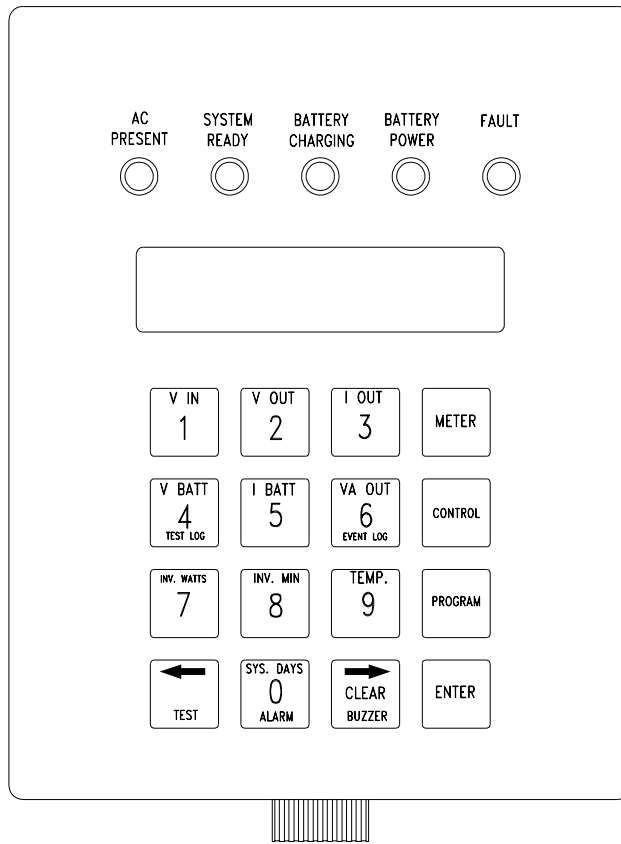 AC PRESENT
SYSTEM READY
BATTERY CHARGING
BATTERY POWER
FAULT
V IN
1
V OUT
2
I OUT
3
METER
V BATT
4
TEST LOG
I BATT
5
VA OUT
6
EVENT LOG
CONTROL
INV. WATTS
7
INV. MIN
8
TEMP.
9
PROGRAM
TEST
SYS. DAYS
0
ALARM
CLEAR
BUZZER
ENTER